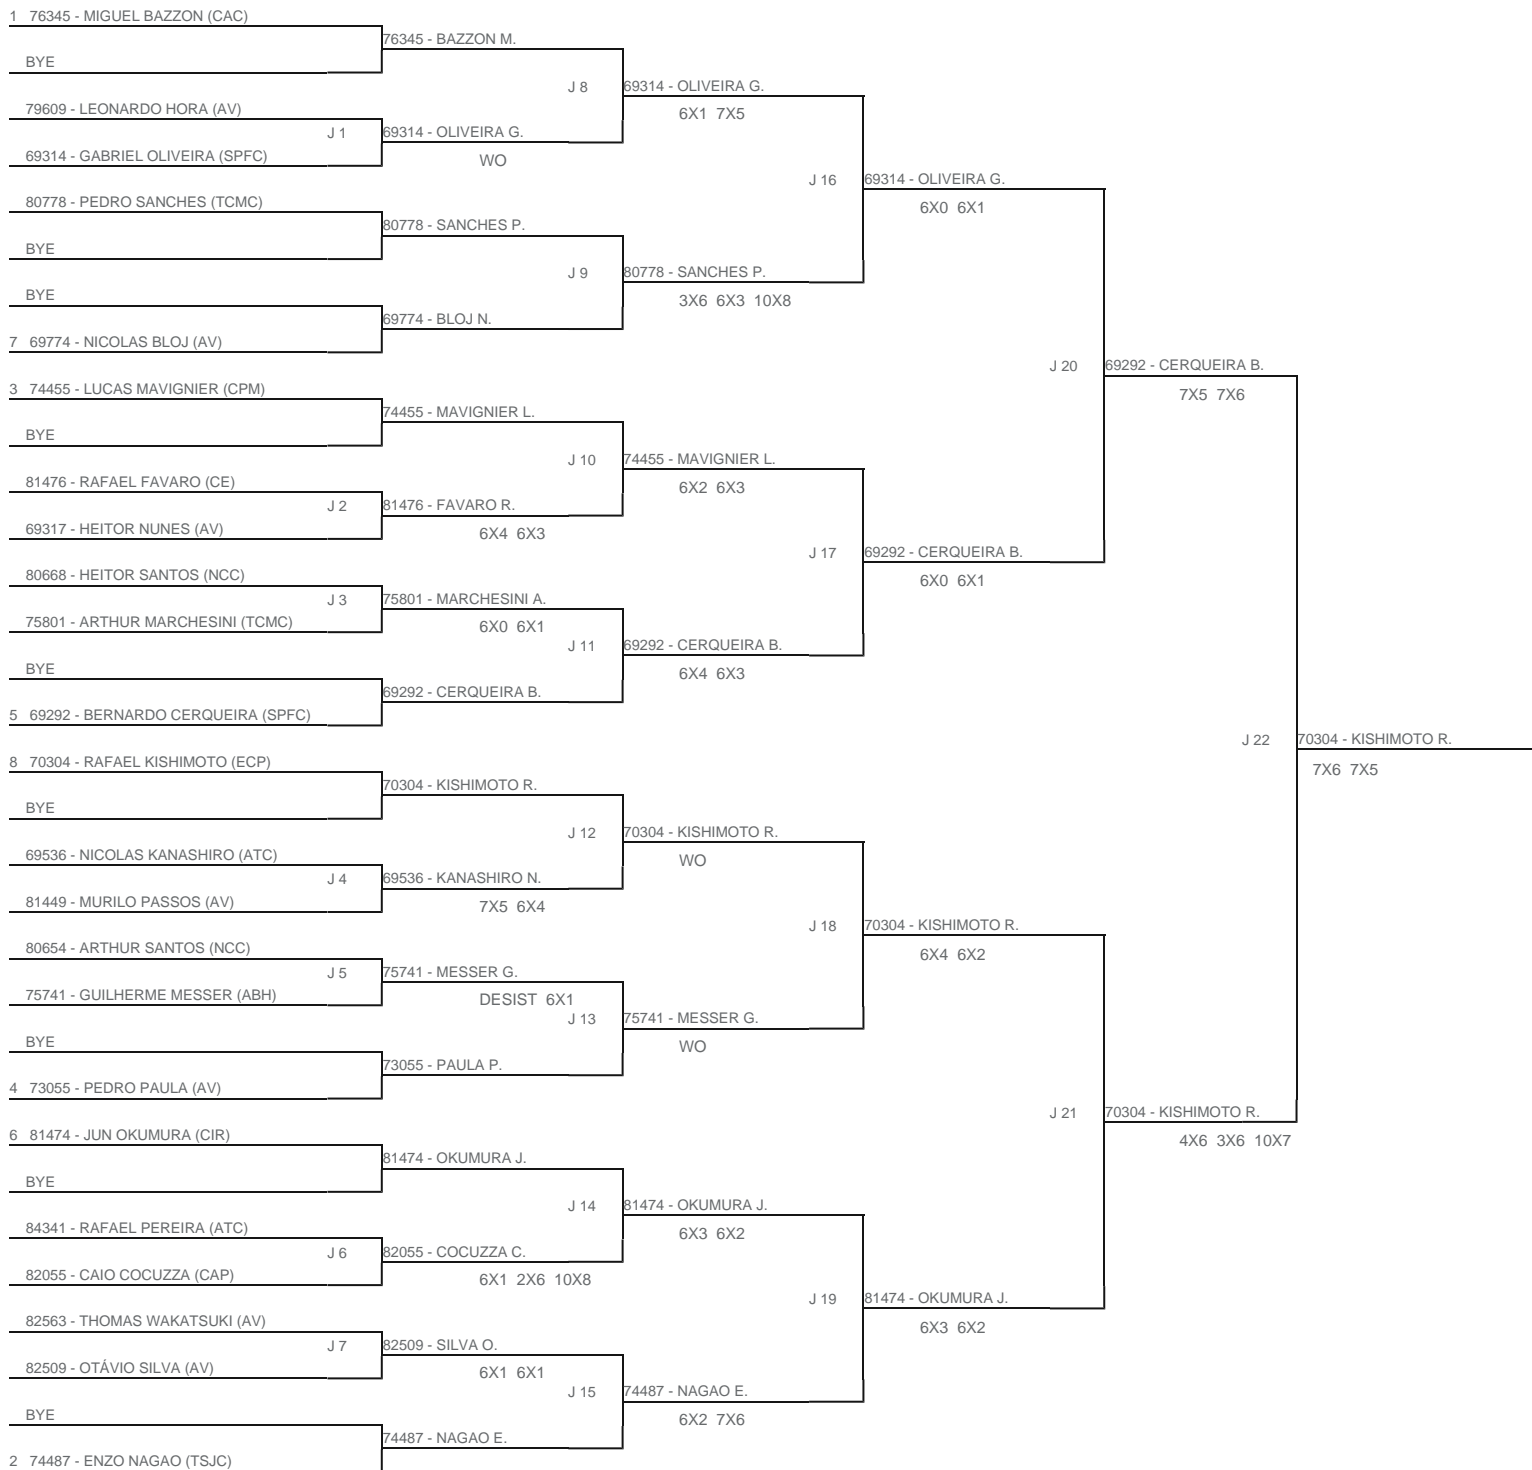 1 76345 - MIGUEL BAZZON (CAC)
76345 - BAZZON M.
BYE
J 8 69314 - OLIVEIRA G.
79609 - LEONARDO HORA (AV)
6X1 7X5
J 1 69314 - OLIVEIRA G.
69314 - GABRIEL OLIVEIRA (SPFC)
WO
J 16 69314 - OLIVEIRA G.
80778 - PEDRO SANCHES (TCMC)
6X0 6X1
80778 - SANCHES P.
BYE
J 9 80778 - SANCHES P.
BYE
3X6 6X3 10X8
69774 - BLOJ N.
7 69774 - NICOLAS BLOJ (AV)
J 20 69292 - CERQUEIRA B.
3 74455 - LUCAS MAVIGNIER (CPM)
7X5 7X6
74455 - MAVIGNIER L.
BYE
J 10 74455 - MAVIGNIER L.
81476 - RAFAEL FAVARO (CE)
6X2 6X3
J 2 81476 - FAVARO R.
69317 - HEITOR NUNES (AV)
6X4 6X3
J 17 69292 - CERQUEIRA B.
80668 - HEITOR SANTOS (NCC)
6X0 6X1
J 3 75801 - MARCHESINI A.
75801 - ARTHUR MARCHESINI (TCMC)
6X0 6X1
J 11 69292 - CERQUEIRA B.
BYE
6X4 6X3
69292 - CERQUEIRA B.
5 69292 - BERNARDO CERQUEIRA (SPFC)
J 22 70304 - KISHIMOTO R.
8 70304 - RAFAEL KISHIMOTO (ECP)
7X6 7X5
70304 - KISHIMOTO R.
BYE
J 12 70304 - KISHIMOTO R.
69536 - NICOLAS KANASHIRO (ATC)
WO
J 4 69536 - KANASHIRO N.
81449 - MURILO PASSOS (AV)
7X5 6X4
J 18 70304 - KISHIMOTO R.
80654 - ARTHUR SANTOS (NCC)
6X4 6X2
J 5 75741 - MESSER G.
75741 - GUILHERME MESSER (ABH)
DESIST 6X1
J 13 75741 - MESSER G.
BYE
WO
73055 - PAULA P.
4 73055 - PEDRO PAULA (AV)
J 21 70304 - KISHIMOTO R.
6 81474 - JUN OKUMURA (CIR)
4X6 3X6 10X7
81474 - OKUMURA J.
BYE
J 14 81474 - OKUMURA J.
84341 - RAFAEL PEREIRA (ATC)
6X3 6X2
J 6 82055 - COCUZZA C.
82055 - CAIO COCUZZA (CAP)
6X1 2X6 10X8
J 19 81474 - OKUMURA J.
82563 - THOMAS WAKATSUKI (AV)
6X3 6X2
J 7 82509 - SILVA O.
82509 - OTÁVIO SILVA (AV)
6X1 6X1
J 15 74487 - NAGAO E.
BYE
6X2 7X6
74487 - NAGAO E.
2 74487 - ENZO NAGAO (TSJC)